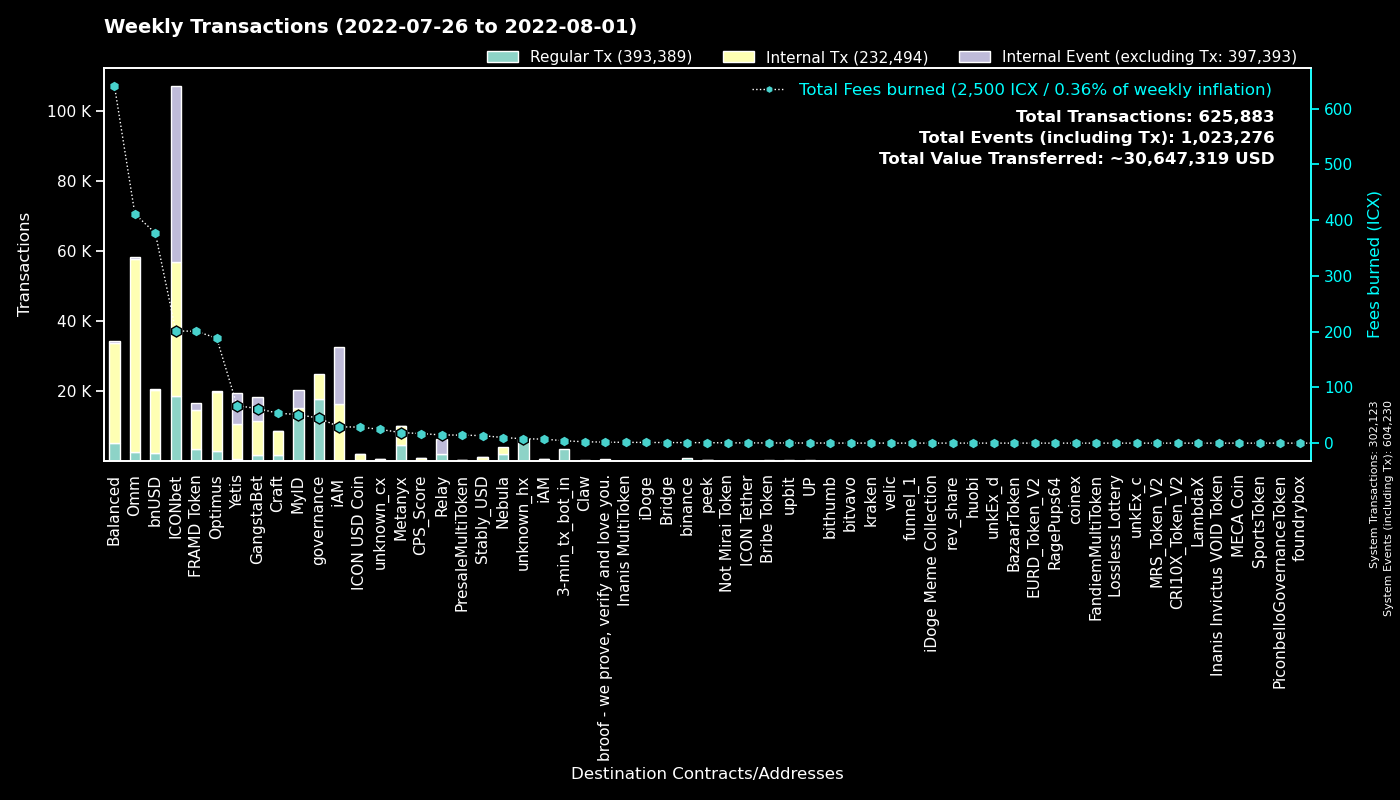 Weekly Transactions (2022-07-26 to 2022-08-01)
Regular Tx (393,389)
Internal Tx (232,494)
Internal Event (excluding Tx: 397,393)
Total Fees burned (2,500 ICX / 0.36% of weekly inflation)
Total Transactions: 625,883
Total Events (including Tx): 1,023,276
Total Value Transferred: ~30,647,319 USD
Transactions
100 K
80 K
60 K
40 K
20 K
Fees burned (ICX)
600
500
400
300
200
100
0
System Transactions: 302,123
System Events (including Tx): 504,230
Balanced
Omm
bnUSD
ICONbet
FRAMD Token
Optimus
Yetis
GangstaBet
Craft
MyID
governance
iAM
ICON USD Coin
unknown_cx
Metanyx
CPS_Score
Relay
PresaleMultiToken
Stably_USD
Nebula
unknown_hx
iAM
3-min_tx_bot_in
Claw
broof - we prove, verify and love you.
Inanis MultiToken
iDoge
Bridge
binance
peek
Not Mirai Token
ICON Tether
Bribe Token
upbit
UP
bithumb
bitvavo
kraken
velic
funnel_1
iDoge Meme Collection
rev_share
huobi
unkEx_d
BazaarToken
EURD_Token_V2
RagePups64
coinex
FandiemMultiToken
Lossless Lottery
unkEx_c
MRS_Token_V2
CRI10X_Token_V2
LambdaX
Inanis Invictus VOID Token
MECA Coin
SportsToken
PiconbelloGovernanceToken
foundrybox
Destination Contracts/Addresses